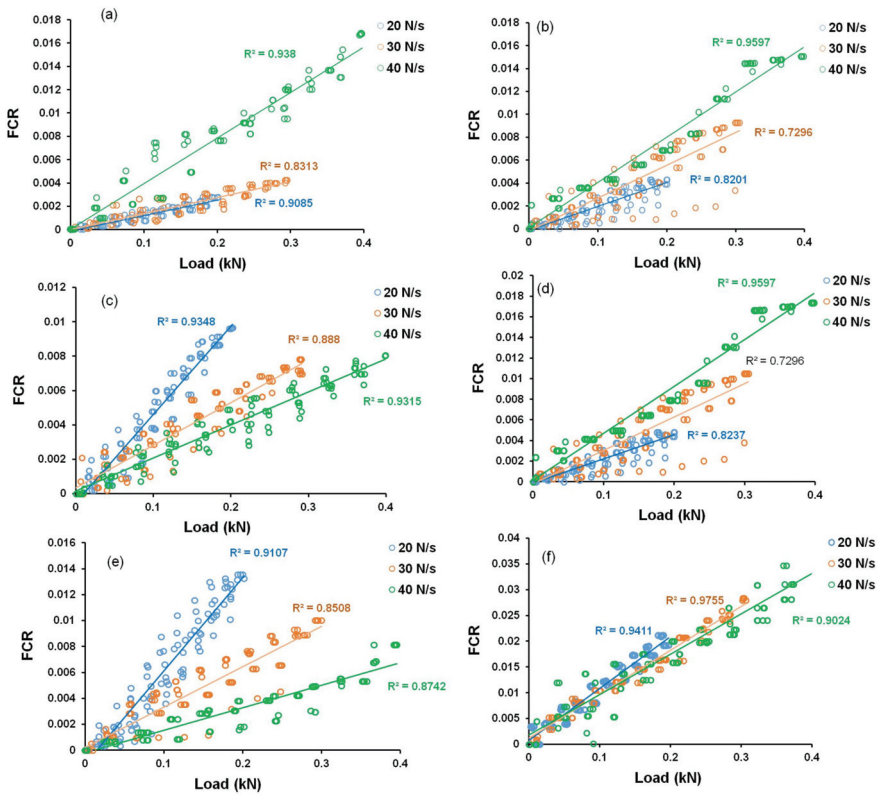 (a)
0.018
0.016
0.014
0.012
0.01
0.008
0.006
0.004
0.002
0
FCR
R² = 0.938
R² = 0.8313
R² = 0.9085
20 N/s
30 N/s
40 N/s
0 0.1 0.2 0.3 0.4
Load (kN)
(b)
0.018
0.016
0.014
0.012
0.01
0.008
0.006
0.004
0.002
0
FCR
R² = 0.9597
R² = 0.7296
R² = 0.8201
20 N/s
30 N/s
40 N/s
0 0.1 0.2 0.3 0.4
Load (kN)
(c)
0.012
0.01
0.008
0.006
0.004
0.002
0
FCR
R² = 0.9348
R² = 0.888
R² = 0.9315
20 N/s
30 N/s
40 N/s
0 0.1 0.2 0.3 0.4
Load (kN)
(d)
0.02
0.018
0.016
0.014
0.012
0.01
0.008
0.006
0.004
0.002
0
FCR
R² = 0.9597
R² = 0.7296
R² = 0.8237
20 N/s
30 N/s
40 N/s
0 0.1 0.2 0.3 0.4
Load (kN)
(e)
0.016
0.014
0.012
0.01
0.008
0.006
0.004
0.002
0
FCR
R² = 0.9107
R² = 0.8508
R² = 0.8742
20 N/s
30 N/s
40 N/s
0 0.1 0.2 0.3 0.4
Load (kN)
(f)
0.04
0.035
0.03
0.025
0.02
0.015
0.01
0.005
0
FCR
R² = 0.9755
R² = 0.9411
R² = 0.9024
20 N/s
30 N/s
40 N/s
0 0.1 0.2 0.3 0.4
Load (kN)